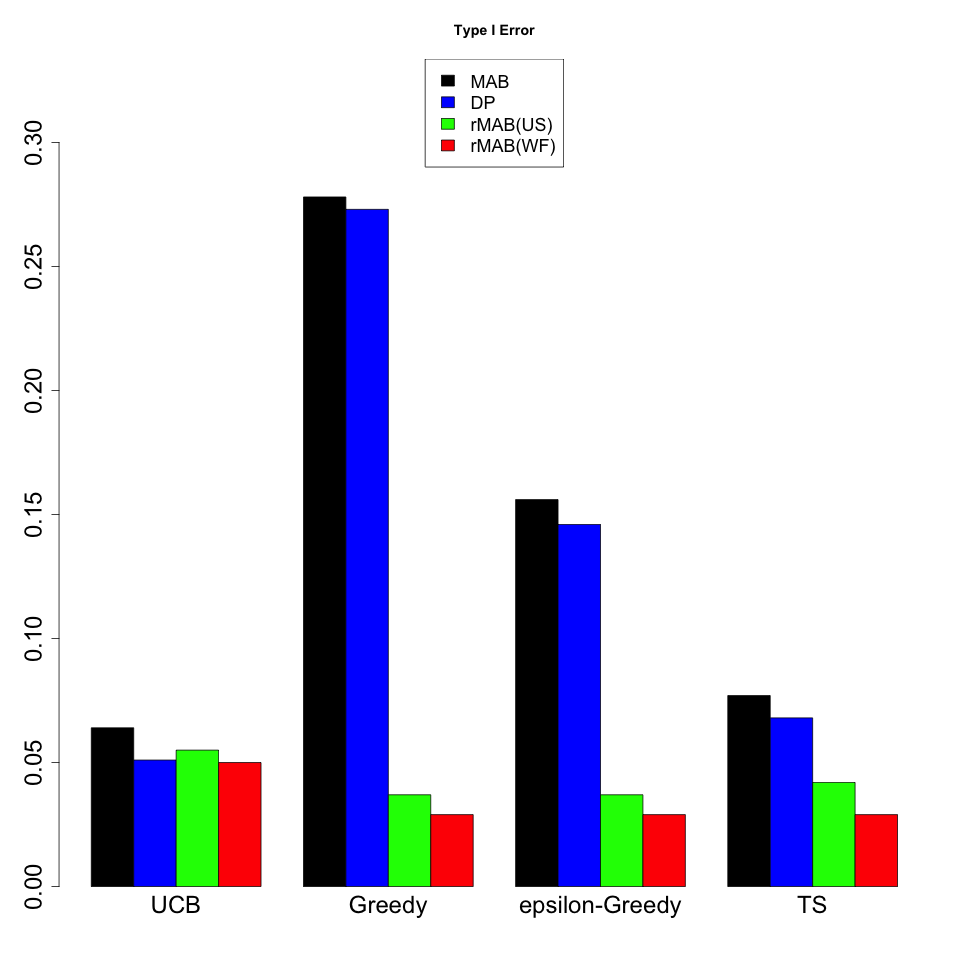 Type I Error
MAB
DP
rMAB(US)
rMAB(WF)
0.30
0.25
0.20
0.15
0.10
0.05
0.00
UCB Greedy epsilon-Greedy TS